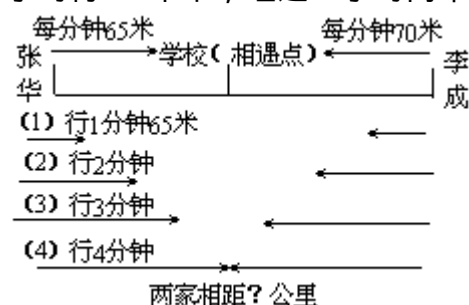 每分钟65米 每分钟70米
张华 学校(相遇点) 李成
(1) 行1分钟65米
(2) 行2分钟
(3) 行3分钟
(4) 行4分钟
两家相距?公里